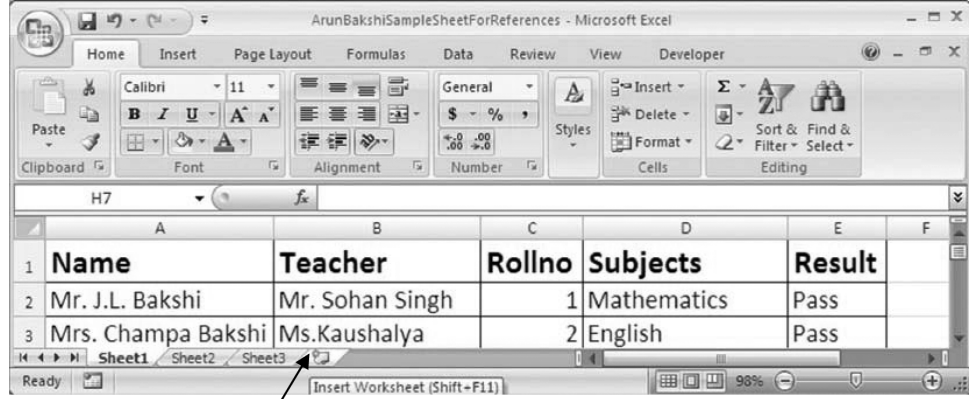 ArunBakshiSampleSheetForReferences - Microsoft Excel
Home Insert Page Layout Formulas Data Review View Developer
Calibri 11 General
Paste B I U A A $ % , Styles Insert Delete Format Σ Sort & Filter Find & Select
Clipboard Font Alignment Number Cells Editing
H7 fx
A B C D E F
1 Name Teacher Rollno Subjects Result
2 Mr. J.L. Bakshi Mr. Sohan Singh 1 Mathematics Pass
3 Mrs. Champa Bakshi Ms.Kaushalya 2 English Pass
Sheet1 Sheet2 Sheet3
Ready Insert Worksheet (Shift+F11) 98%